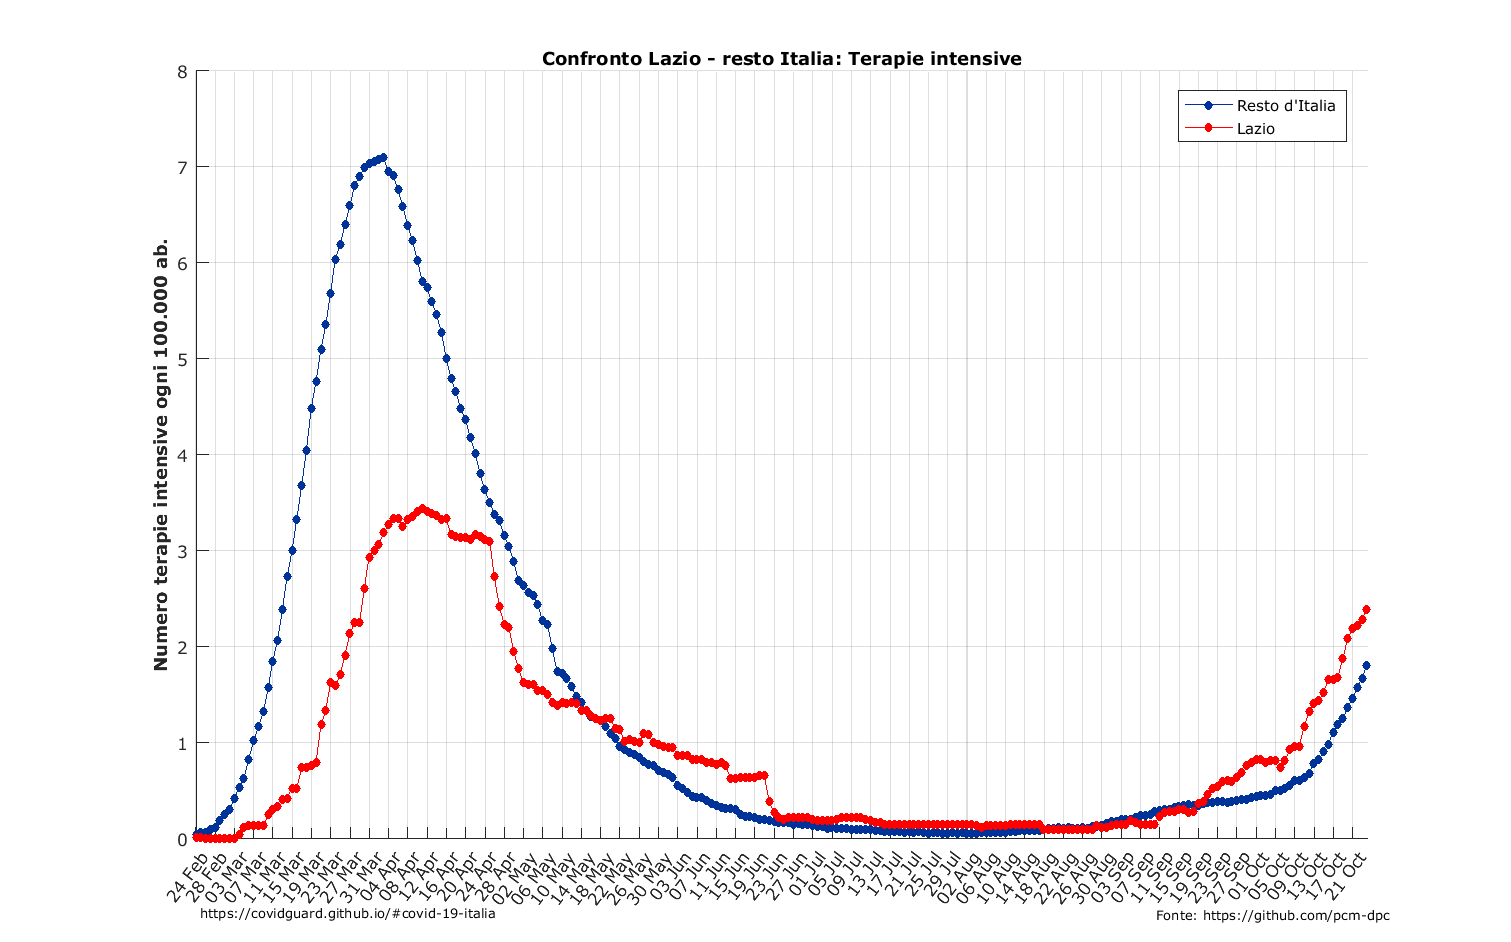 Confronto Lazio - resto Italia: Terapie intensive
Resto d'Italia
Lazio
Numero terapie intensive ogni 100.000 ab.
8
7
6
5
4
3
2
1
0
24 Feb
28 Feb
03 Mar
07 Mar
11 Mar
15 Mar
19 Mar
23 Mar
27 Mar
31 Mar
04 Apr
08 Apr
12 Apr
16 Apr
20 Apr
24 Apr
28 Apr
02 May
06 May
10 May
14 May
18 May
22 May
26 May
30 May
03 Jun
07 Jun
11 Jun
15 Jun
19 Jun
23 Jun
27 Jun
01 Jul
05 Jul
09 Jul
13 Jul
17 Jul
21 Jul
25 Jul
29 Jul
02 Aug
06 Aug
10 Aug
14 Aug
18 Aug
22 Aug
26 Aug
30 Aug
03 Sep
07 Sep
11 Sep
15 Sep
19 Sep
23 Sep
27 Sep
01 Oct
05 Oct
09 Oct
13 Oct
17 Oct
21 Oct
https://covidguard.github.io/#covid-19-italia
Fonte: https://github.com/pcm-dpc